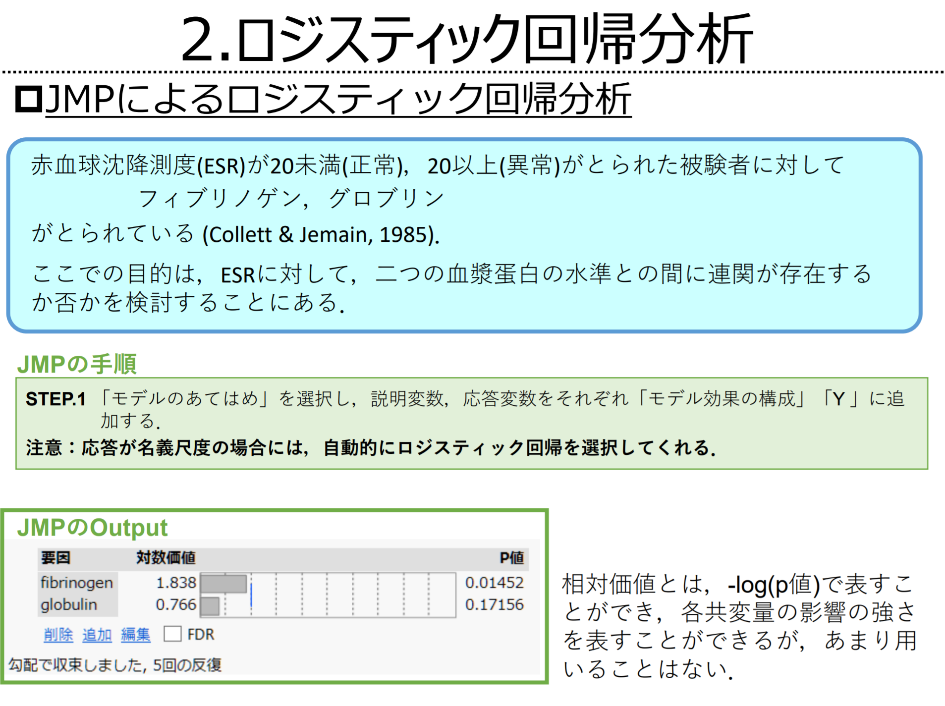 2.ロジスティック回帰分析
JMPによるロジスティック回帰分析
赤血球沈降測度(ESR)が20未満(正常)，20以上(異常)がとられた被験者に対して
フィブリノゲン，グロブリン
がとられている (Collett & Jemain, 1985)．
ここでの目的は，ESRに対して，二つの血漿蛋白の水準との間に連関が存在する
か否かを検討することにある．
JMPの手順
STEP.1 「モデルのあてはめ」を選択し，説明変数，応答変数をそれぞれ「モデル効果の構成」「Y 」に追
加する．
注意：応答が名義尺度の場合には，自動的にロジスティック回帰を選択してくれる．
JMPのOutput
要因 対数価値 P値
fibrinogen 1.838 0.01452
globulin 0.766 0.17156
削除 追加 編集 FDR
勾配で収束しました, 5回の反復
相対価値とは，-log(p値)で表すこ
とができ，各共変量の影響の強さ
を表すことができるが，あまり用
いることはない．